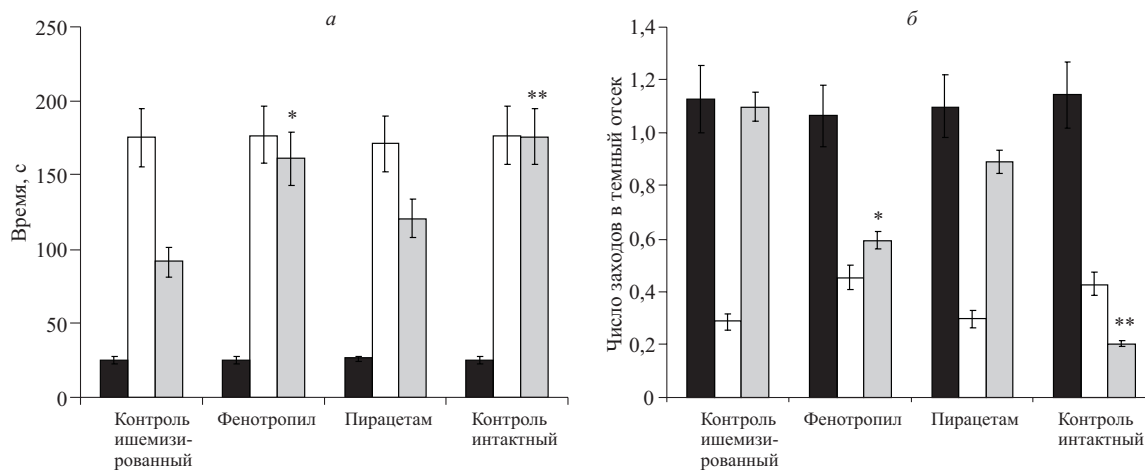 а
Время, с
250
200
150
100
50
0
*
**
Контроль
ишемизи-
рованный
Фенотропил
Пирацетам
Контроль
интактный
б
Число заходов в темный отсек
1,4
1,2
1,0
0,8
0,6
0,4
0,2
0
*
**
Контроль
ишемизи-
рованный
Фенотропил
Пирацетам
Контроль
интактный